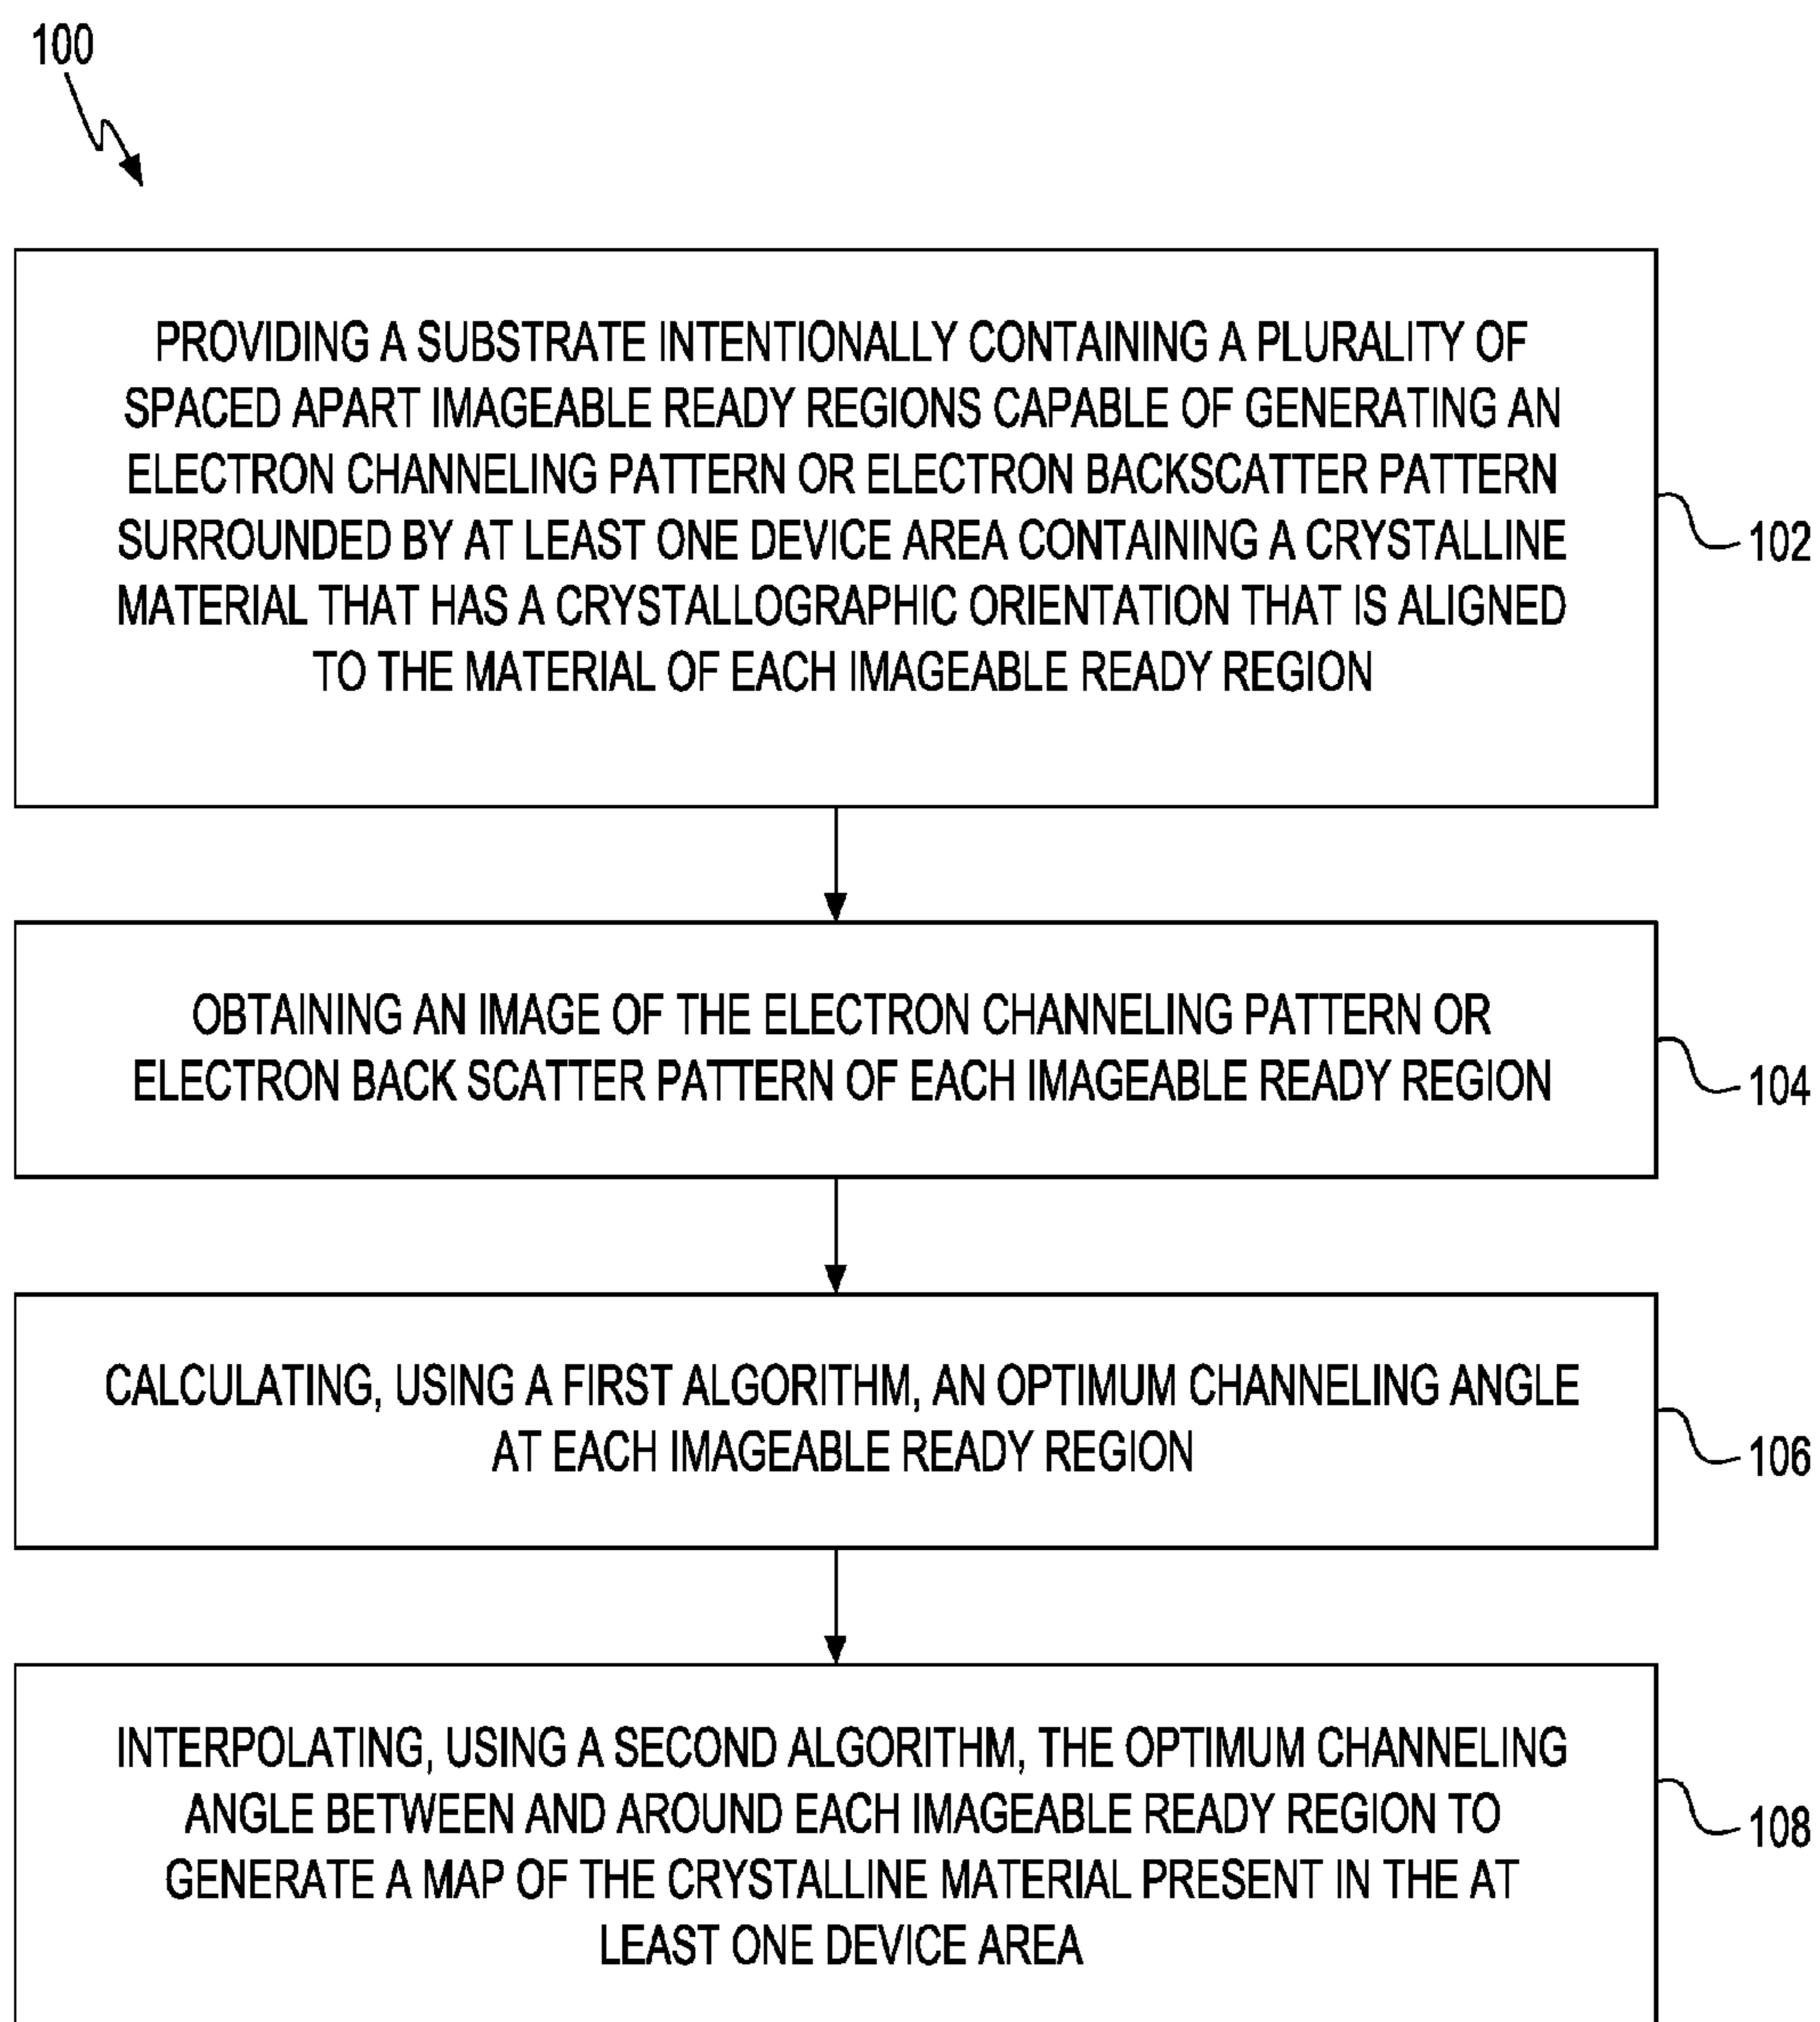 100
PROVIDING A SUBSTRATE INTENTIONALLY CONTAINING A PLURALITY OF
SPACED APART IMAGEABLE READY REGIONS CAPABLE OF GENERATING AN
ELECTRON CHANNELING PATTERN OR ELECTRON BACKSCATTER PATTERN
SURROUNDED BY AT LEAST ONE DEVICE AREA CONTAINING A CRYSTALLINE
MATERIAL THAT HAS A CRYSTALLOGRAPHIC ORIENTATION THAT IS ALIGNED
TO THE MATERIAL OF EACH IMAGEABLE READY REGION
102
OBTAINING AN IMAGE OF THE ELECTRON CHANNELING PATTERN OR
ELECTRON BACK SCATTER PATTERN OF EACH IMAGEABLE READY REGION
104
CALCULATING, USING A FIRST ALGORITHM, AN OPTIMUM CHANNELING ANGLE
AT EACH IMAGEABLE READY REGION
106
INTERPOLATING, USING A SECOND ALGORITHM, THE OPTIMUM CHANNELING
ANGLE BETWEEN AND AROUND EACH IMAGEABLE READY REGION TO
GENERATE A MAP OF THE CRYSTALLINE MATERIAL PRESENT IN THE AT
LEAST ONE DEVICE AREA
108